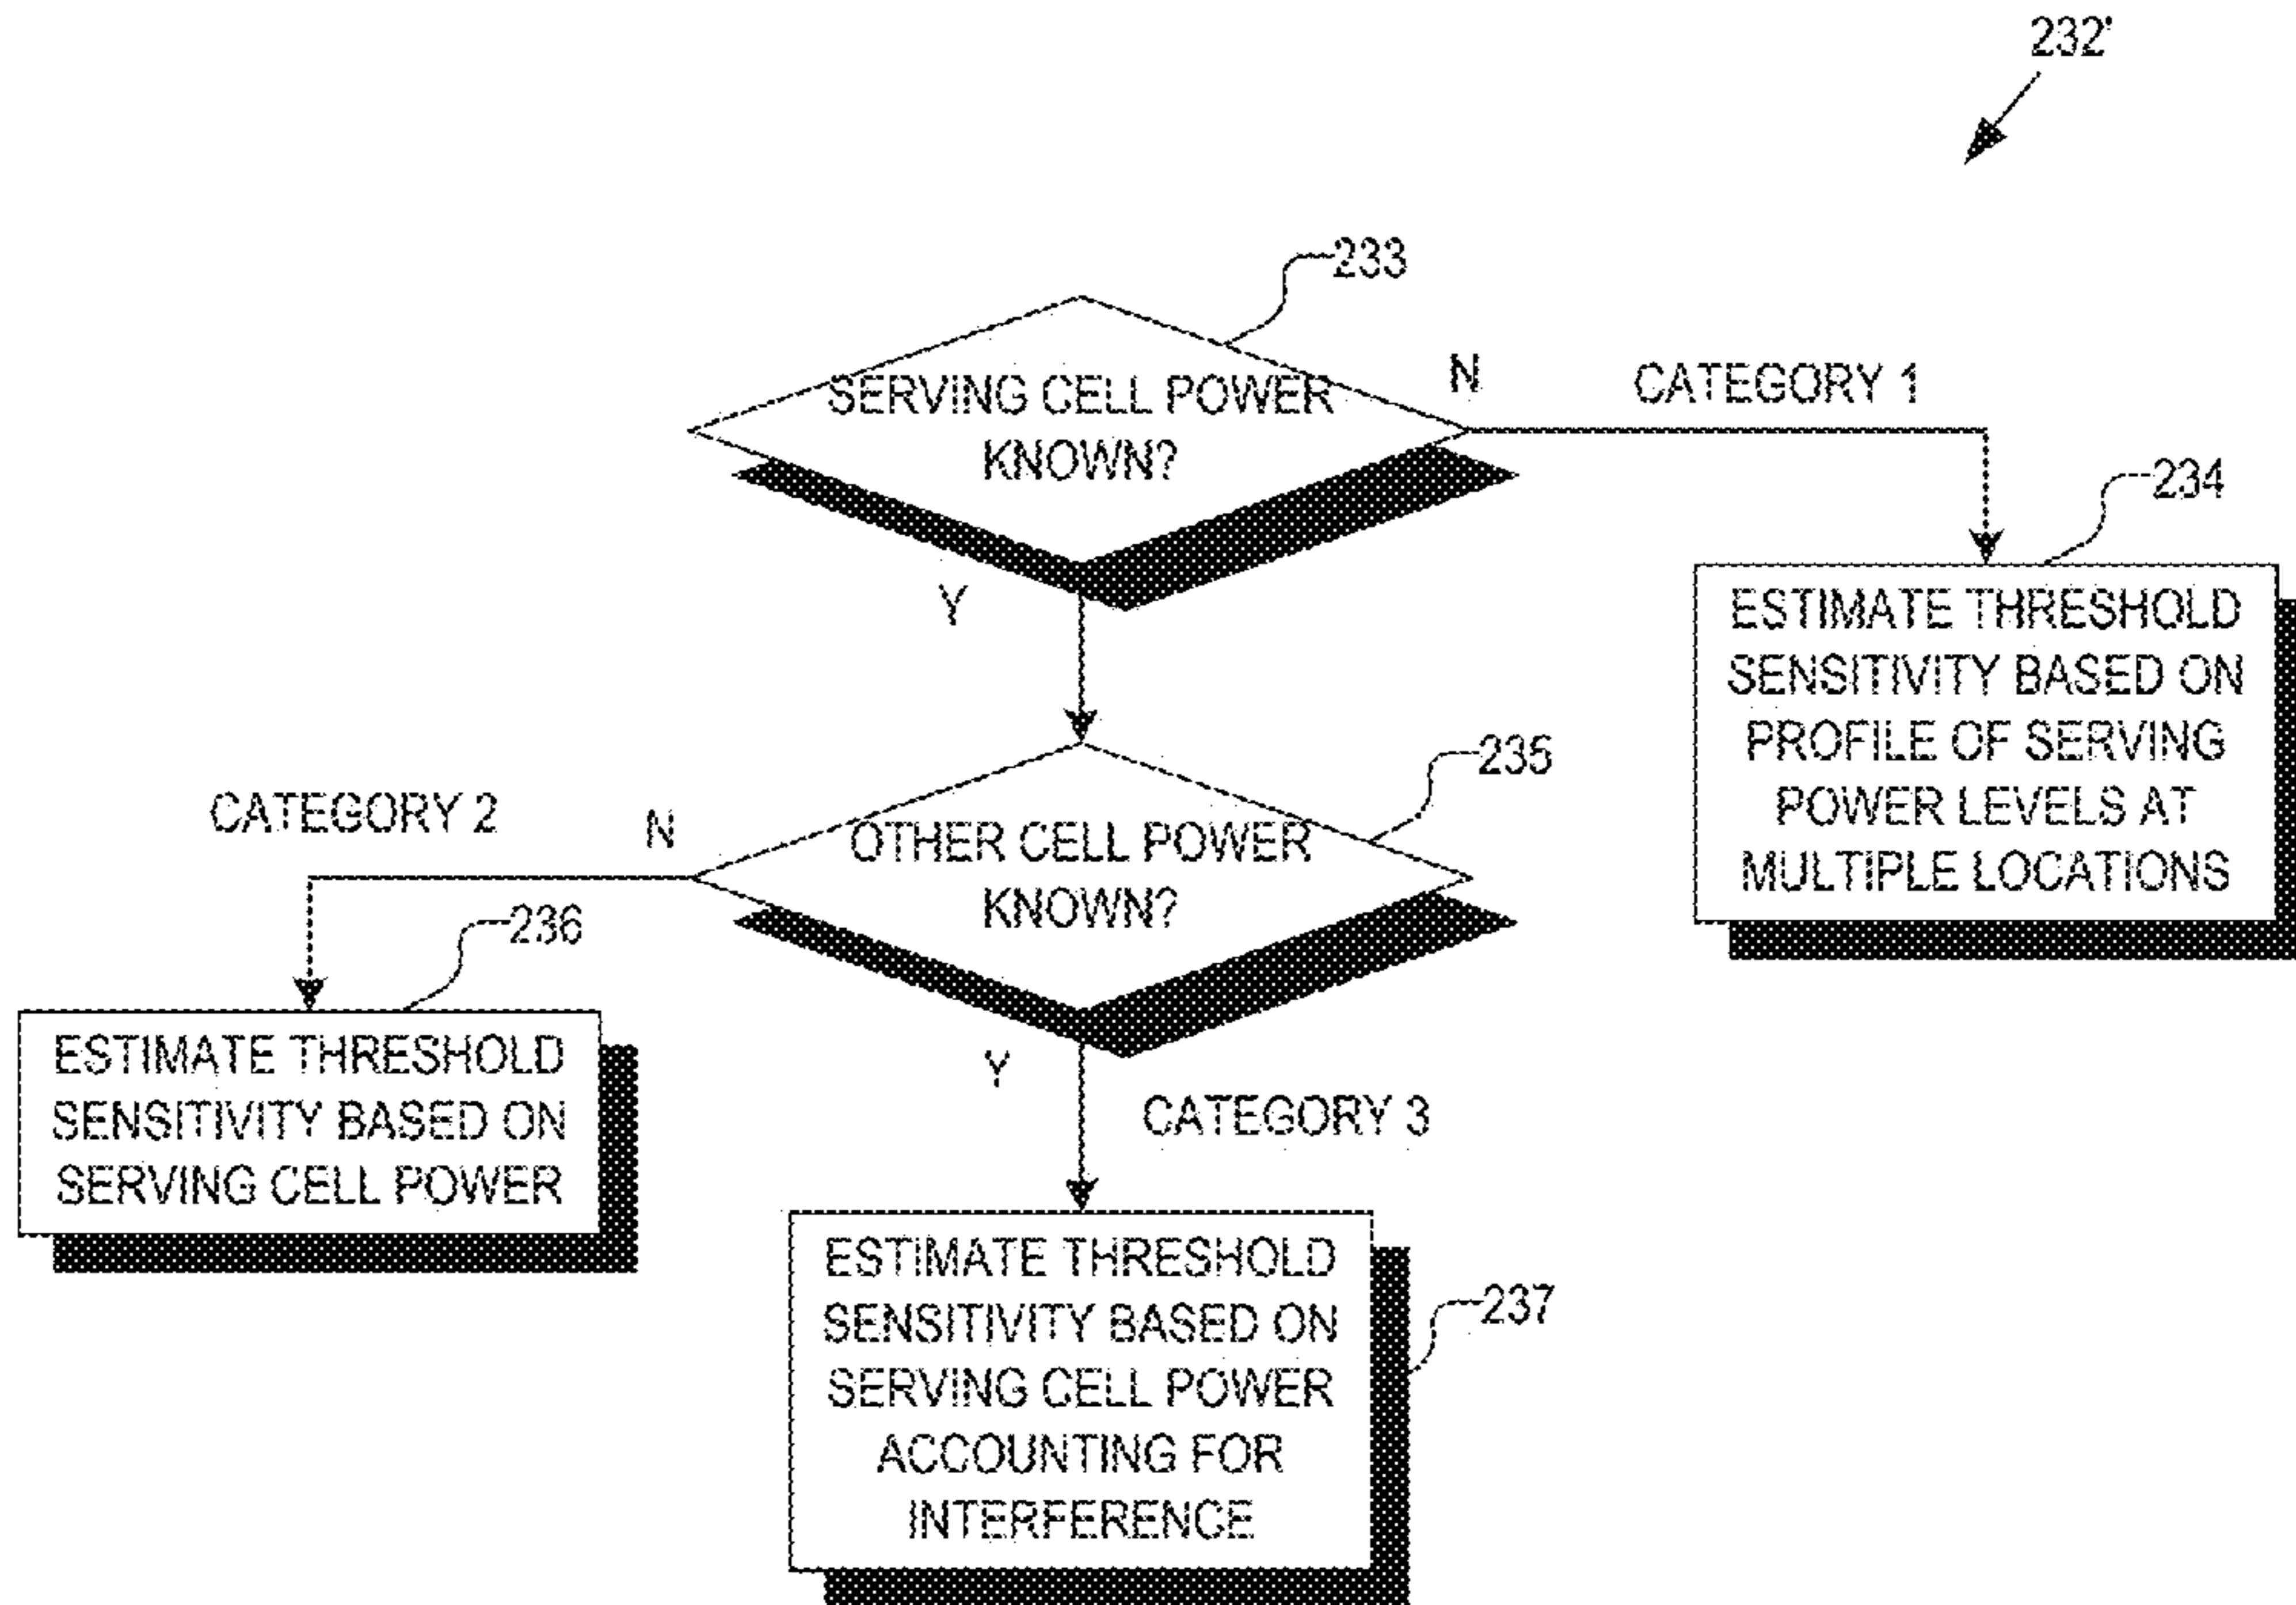 232'
233
SERVING CELL POWER
KNOWN?
N
CATEGORY 1
Y
234
ESTIMATE THRESHOLD
SENSITIVITY BASED ON
PROFILE OF SERVING
POWER LEVELS AT
MULTIPLE LOCATIONS
235
OTHER CELL POWER
KNOWN?
CATEGORY 2
N
236
ESTIMATE THRESHOLD
SENSITIVITY BASED ON
SERVING CELL POWER
Y
CATEGORY 3
237
ESTIMATE THRESHOLD
SENSITIVITY BASED ON
SERVING CELL POWER
ACCOUNTING FOR
INTERFERENCE